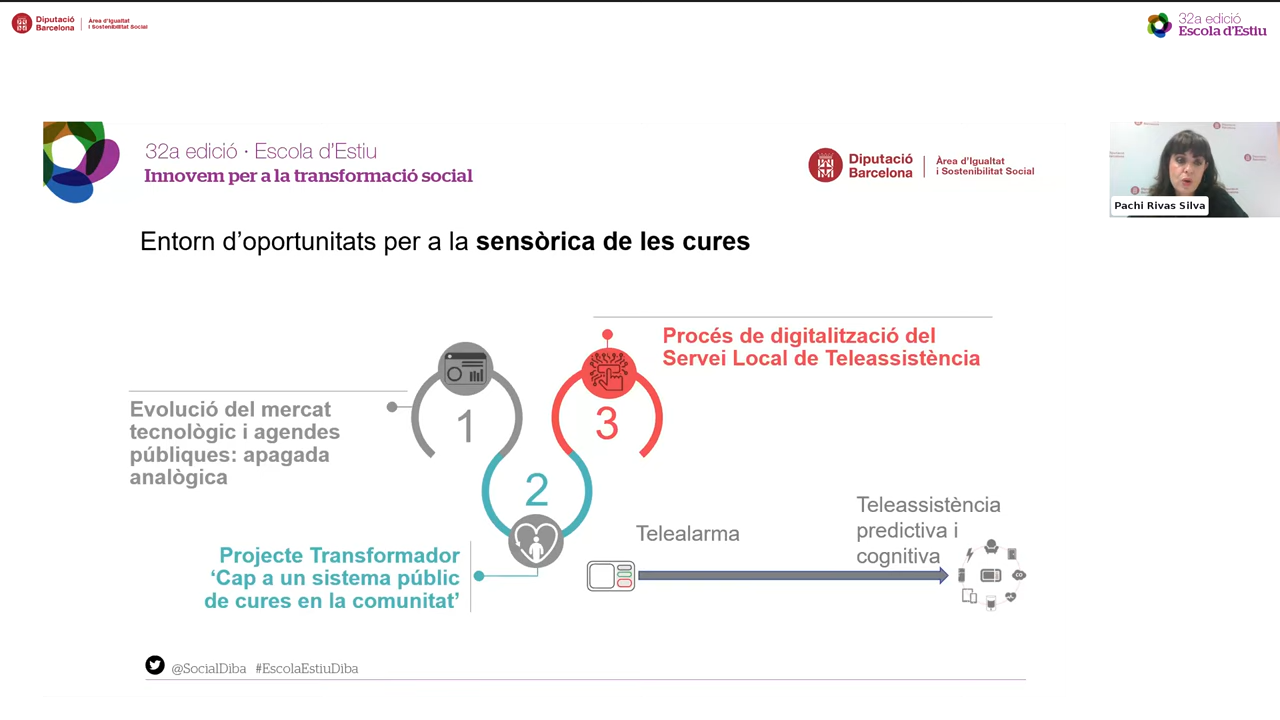 Diputació
Barcelona
Àrea d'Igualtat
i Sostenibilitat Social
32a edició
Escola d'Estiu
32a edició · Escola d'Estiu
Innovem per a la transformació social
Diputació
Barcelona
Àrea d'Igualtat
i Sostenibilitat Social
Pachi Rivas Silva
Entorn d'oportunitats per a la sensòrica de les cures
Procés de digitalització del
Servei Local de Teleassistència
Evolució del mercat
tecnològic i agendes
públiques: apagada
analògica
1
3
2
Projecte Transformador
'Cap a un sistema públic
de cures en la comunitat'
Telealarma
Teleassistència
predictiva i
cognitiva
CO
@SocialDiba #EscolaEstiuDiba